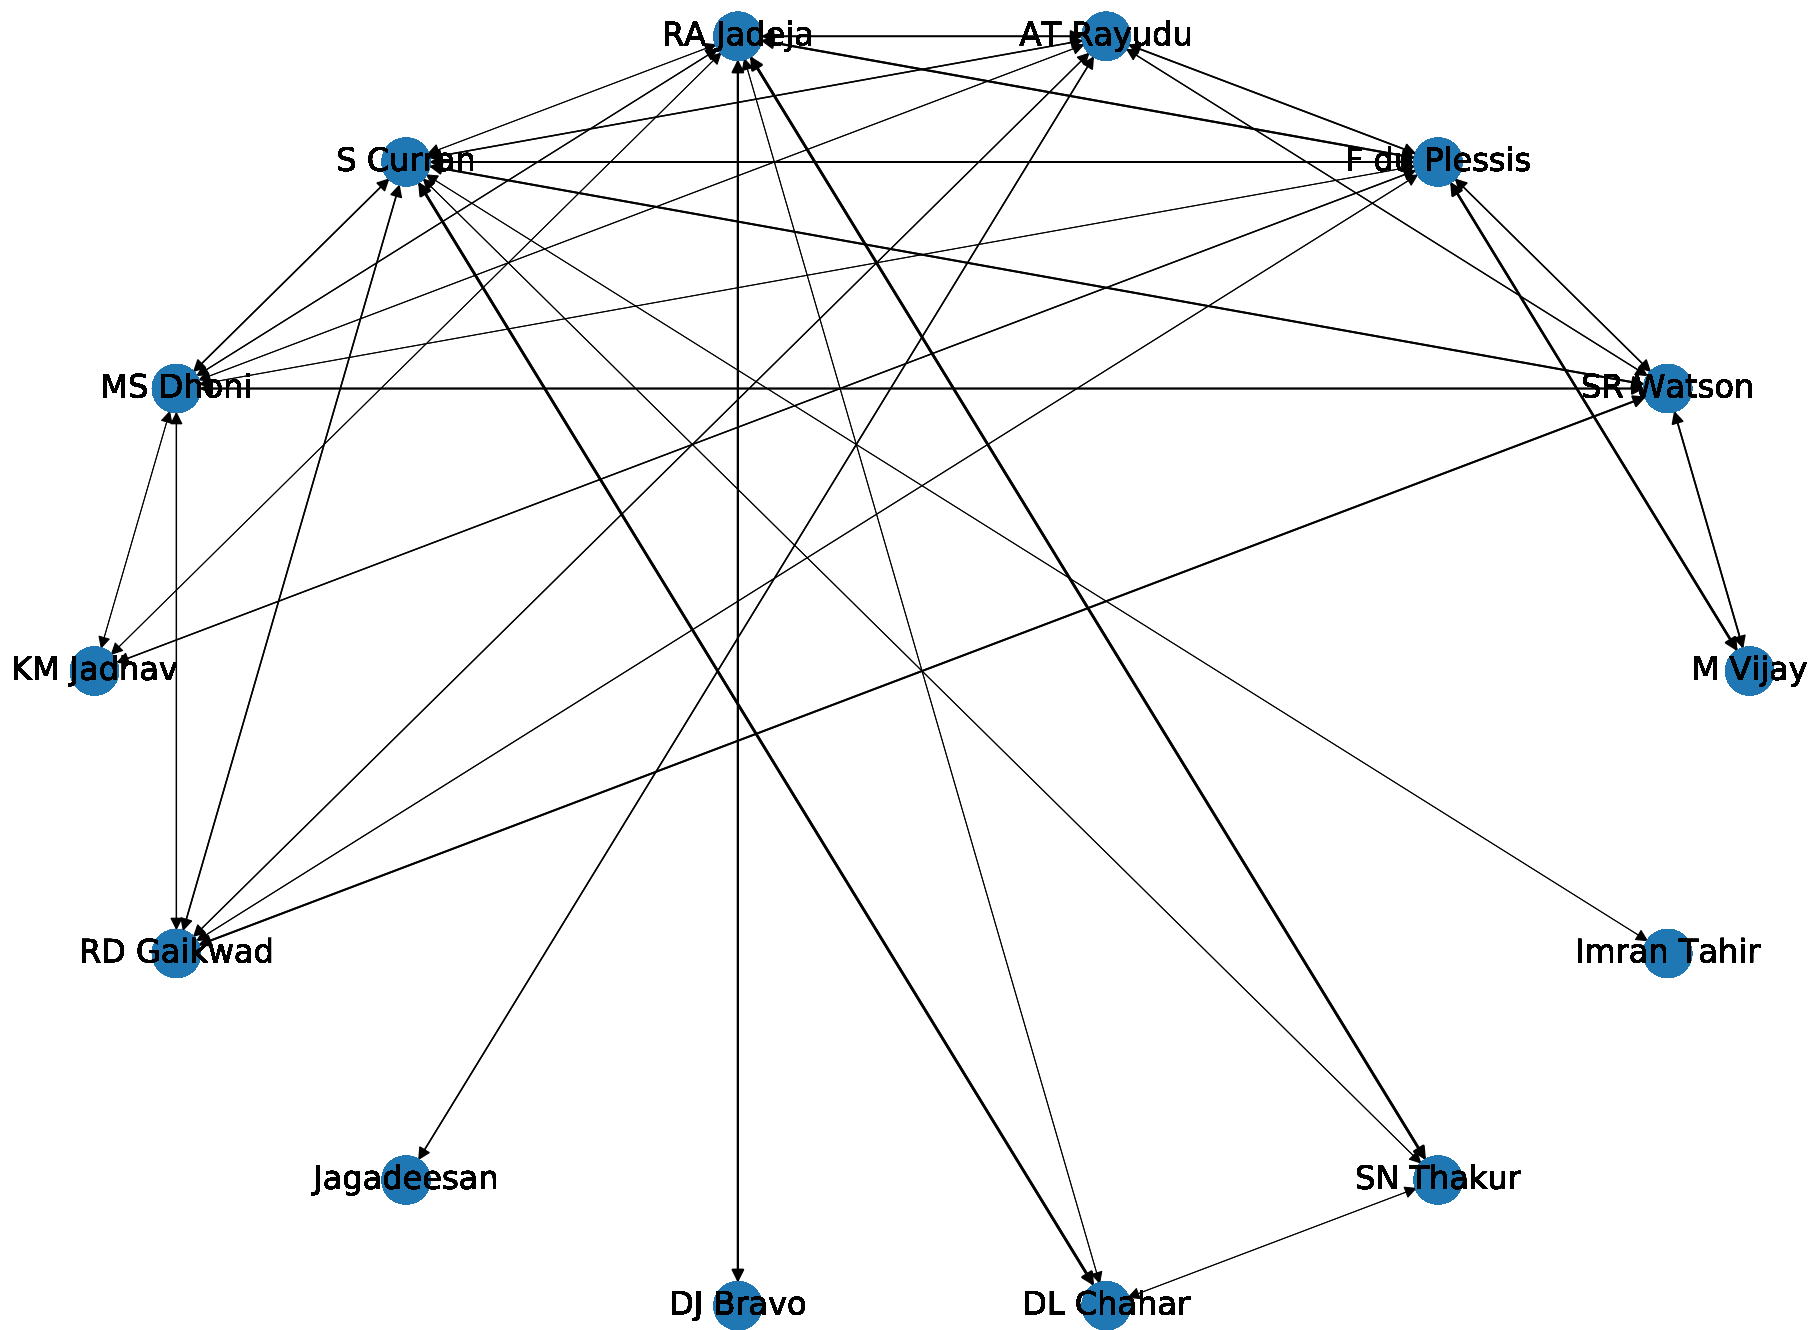 RA Jadeja
AT Rayudu
S Curran
F du Plessis
MS Dhoni
SR Watson
KM Jadhav
M Vijay
RD Gaikwad
Imran Tahir
Jagadeesan
SN Thakur
DJ Bravo
DL Chahar